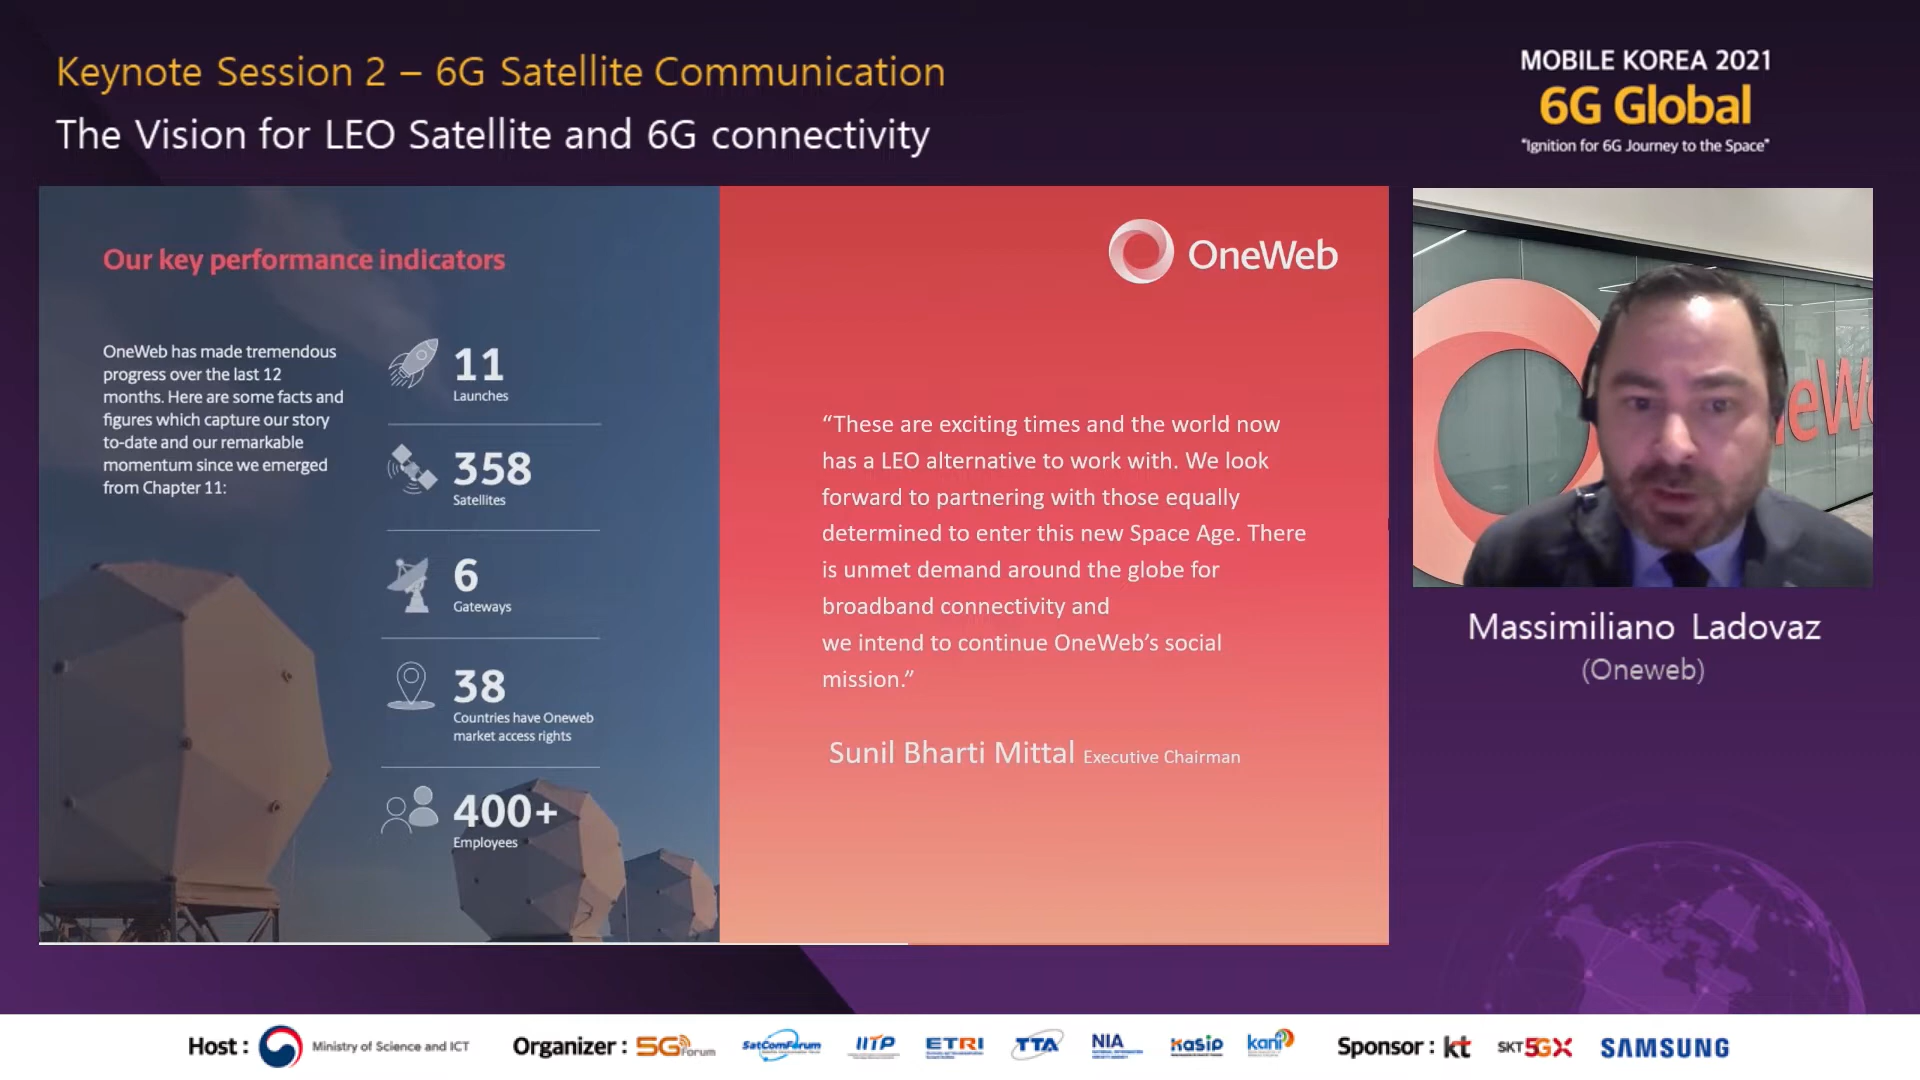 Keynote Session 2 – 6G Satellite Communication
The Vision for LEO Satellite and 6G connectivity
MOBILE KOREA 2021
6G Global
"Ignition for 6G Journey to the Space"
Our key performance indicators
OneWeb has made tremendous
progress over the last 12
months. Here are some facts and
figures which capture our story
to-date and our remarkable
momentum since we emerged
from Chapter 11:
11
Launches
358
Satellites
6
Gateways
38
Countries have Oneweb
market access rights
400+
Employees
OneWeb
“These are exciting times and the world now
has a LEO alternative to work with. We look
forward to partnering with those equally
determined to enter this new Space Age. There
is unmet demand around the globe for
broadband connectivity and
we intend to continue OneWeb’s social
mission.”
Sunil Bharti Mittal Executive Chairman
eWe
Massimiliano Ladovaz
(Oneweb)
Host : Ministry of Science and ICT Organizer : 5G Forum SatComForum IITP ETRI TTA NIA kasip kani Sponsor : kt SKT 5GX SAMSUNG